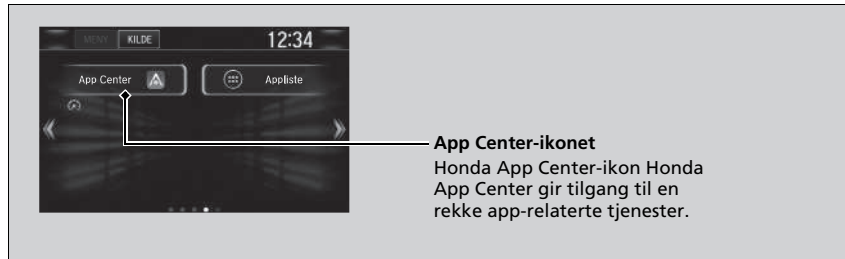 MENY KILDE 12:34
App Center Appliste
App Center-ikonet
Honda App Center-ikon Honda
App Center gir tilgang til en
rekke app-relaterte tjenester.